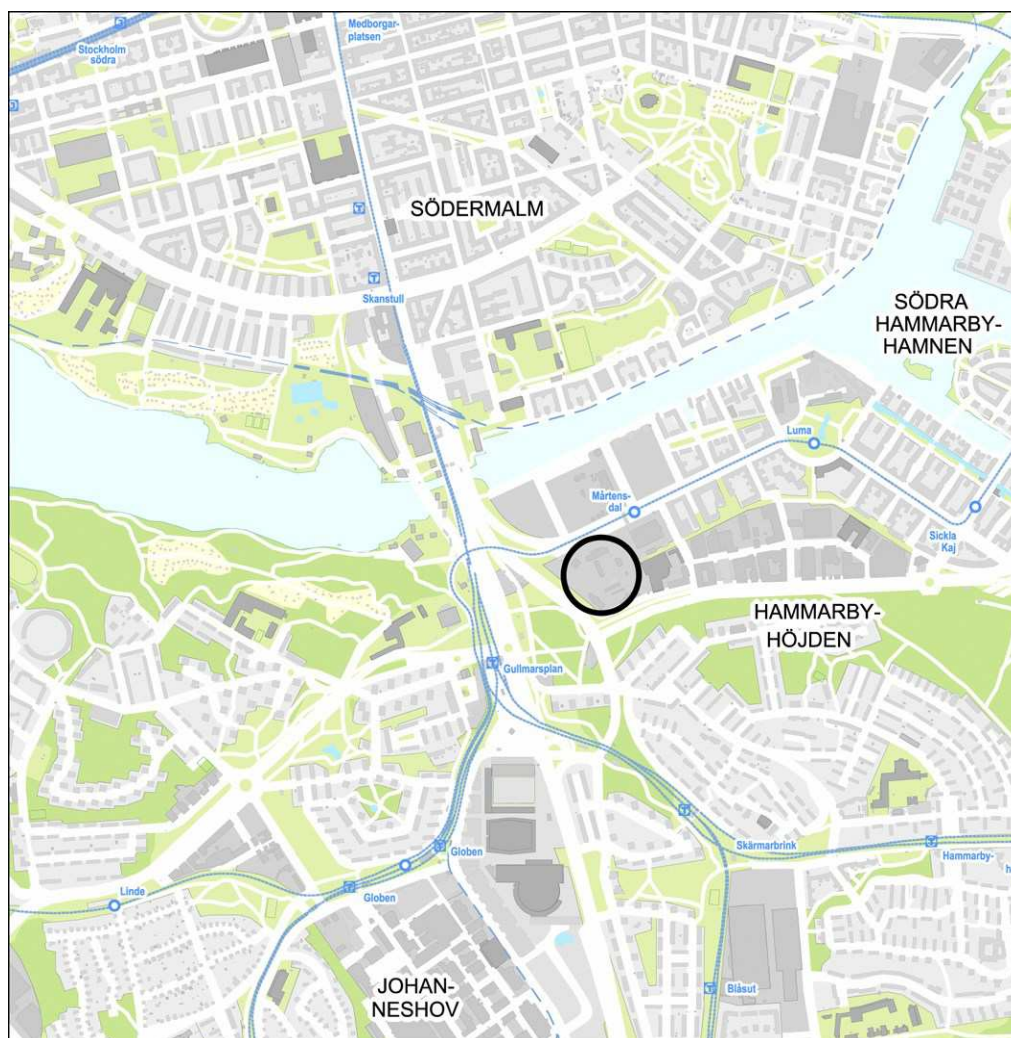 Medborgar-
platsen
Stockholm
södra
SÖDERMALM
Skanstull
SÖDRA
HAMMARBY-
HAMNEN
Luma
Mårtens-
dal
Sickla
Kaj
HAMMARBY-
HÖJDEN
Gullmarsplan
Skärmarbrink
Hammarby-
h
Globen
Linde
Globen
JOHAN-
NESHOV
Blåsut